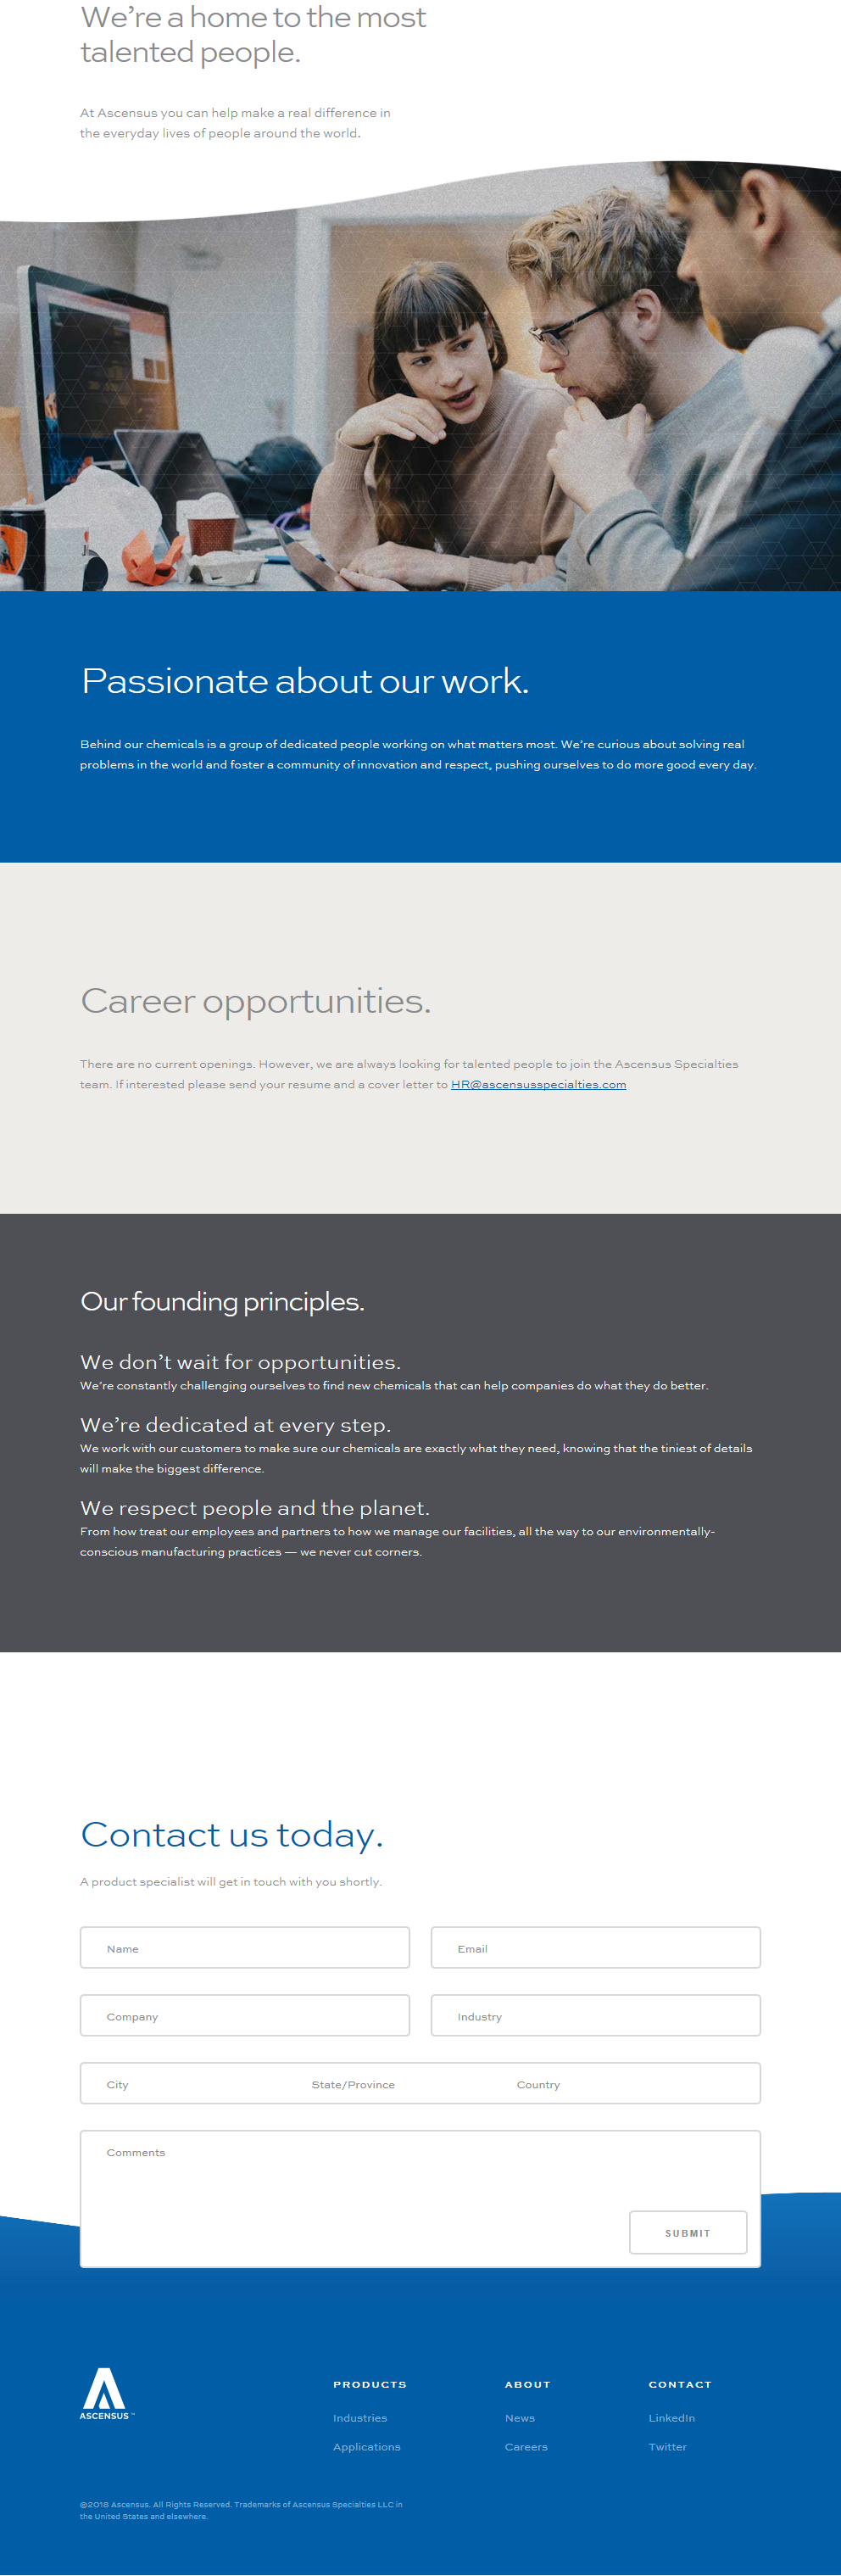 We’re a home to the most
talented people.
At Ascensus you can help make a real difference in
the everyday lives of people around the world.
Passionate about our work.
Behind our chemicals is a group of dedicated people working on what matters most. We’re curious about solving real
problems in the world and foster a community of innovation and respect, pushing ourselves to do more good every day.
Career opportunities.
There are no current openings. However, we are always looking for talented people to join the Ascensus Specialties
team. If interested please send your resume and a cover letter to HR@ascensusspecialties.com
Our founding principles.
We don’t wait for opportunities.
We’re constantly challenging ourselves to find new chemicals that can help companies do what they do better.
We’re dedicated at every step.
We work with our customers to make sure our chemicals are exactly what they need, knowing that the tiniest of details
will make the biggest difference.
We respect people and the planet.
From how treat our employees and partners to how we manage our facilities, all the way to our environmentally-
conscious manufacturing practices — we never cut corners.
Contact us today.
A product specialist will get in touch with you shortly.
Name
Email
Company
Industry
City
State/Province
Country
Comments
SUBMIT
ASCENSUS™
PRODUCTS
Industries
Applications
ABOUT
News
Careers
CONTACT
LinkedIn
Twitter
©2018 Ascensus. All Rights Reserved. Trademarks of Ascensus Specialties LLC in
the United States and elsewhere.